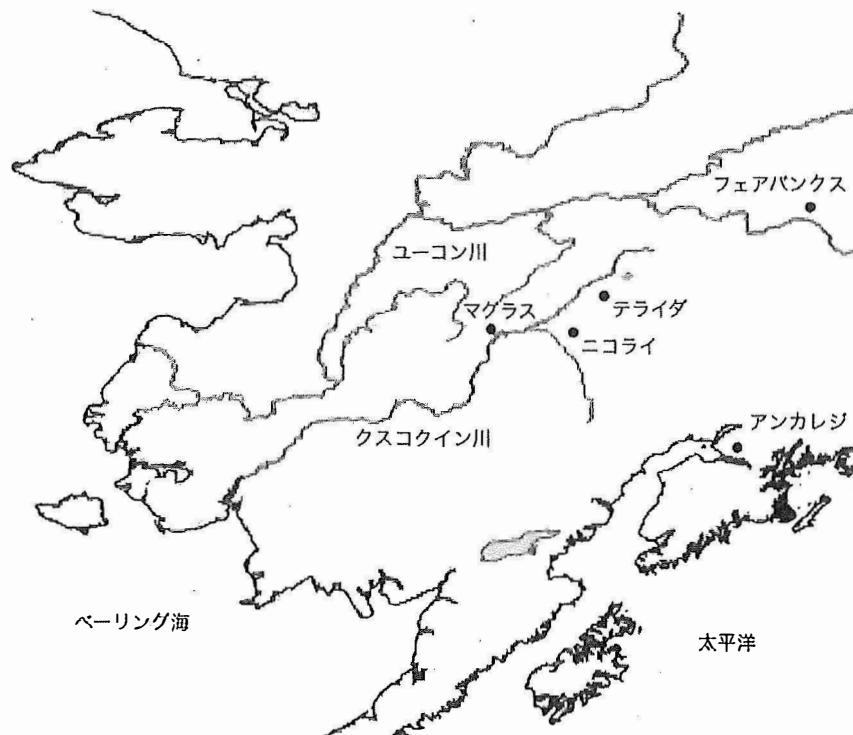 フェアバンクス
ユーコン川
マグラス
テライダ
ニコライ
クスコクイン川
アンカレジ
ベーリング海
太平洋